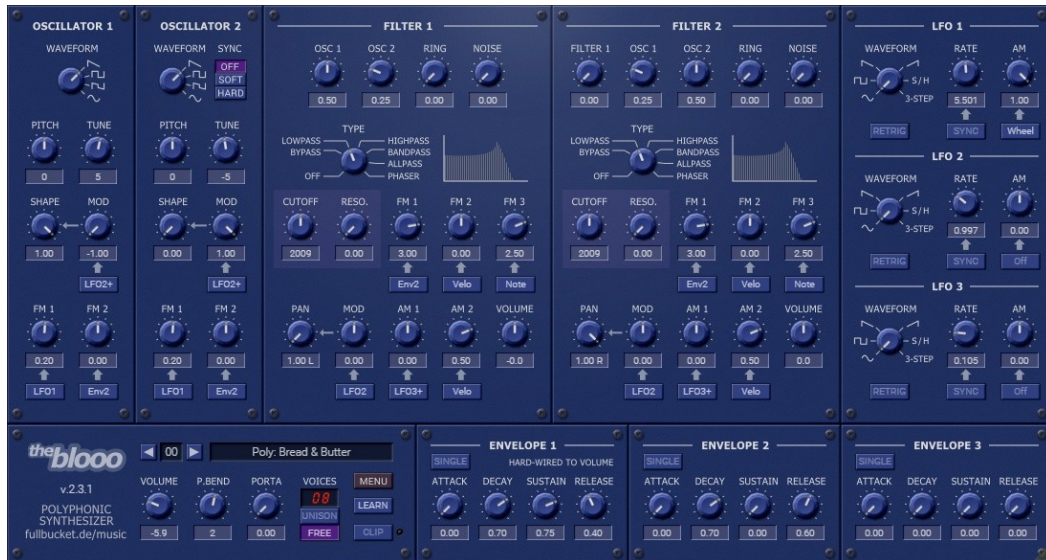 OSCILLATOR 1
WAVEFORM
PITCH TUNE
0 5
SHAPE MOD
1.00 -1.00
LFO2+
FM 1 FM 2
0.20 0.00
LFO1 Env2
OSCILLATOR 2
WAVEFORM SYNC
OFF
SOFT
HARD
PITCH TUNE
0 -5
SHAPE MOD
0.00 1.00
LFO2+
FM 1 FM 2
0.20 0.00
LFO1 Env2
FILTER 1
OSC 1 OSC 2 RING NOISE
0.50 0.25 0.00 0.00
TYPE
LOWPASS HIGHPASS
BYPASS BANDPASS
ALLPASS
OFF PHASER
CUTOFF RESO. FM 1 FM 2 FM 3
2009 0.00 3.00 0.00 2.50
Env2 Velo Note
PAN MOD AM 1 AM 2 VOLUME
1.00 L 0.00 0.00 0.50 -0.0
LFO2 LFO3+ Velo
FILTER 2
FILTER 1 OSC 1 OSC 2 RING NOISE
0.00 0.25 0.50 0.00 0.00
TYPE
LOWPASS HIGHPASS
BYPASS BANDPASS
ALLPASS
OFF PHASER
CUTOFF RESO. FM 1 FM 2 FM 3
2009 0.00 3.00 0.00 2.50
Env2 Velo Note
PAN MOD AM 1 AM 2 VOLUME
1.00 R 0.00 0.00 0.50 0.0
LFO2 LFO3+ Velo
LFO 1
WAVEFORM RATE AM
S/H
3-STEP
5.501 1.00
RETRIG SYNC Wheel
LFO 2
WAVEFORM RATE AM
S/H
3-STEP
0.997 0.00
RETRIG SYNC Off
LFO 3
WAVEFORM RATE AM
S/H
3-STEP
0.105 0.00
RETRIG SYNC Off
the blooo
v.2.3.1
POLYPHONIC
SYNTHESIZER
fullbucket.de/music
00 Poly: Bread & Butter
VOLUME P.BEND PORTA VOICES MENU
08
UNISON LEARN
-5.9 2 0.00 FREE CLIP
ENVELOPE 1
SINGLE HARD-WIRED TO VOLUME
ATTACK DECAY SUSTAIN RELEASE
0.00 0.70 0.75 0.40
ENVELOPE 2
SINGLE
ATTACK DECAY SUSTAIN RELEASE
0.00 0.70 0.00 0.60
ENVELOPE 3
SINGLE
ATTACK DECAY SUSTAIN RELEASE
0.00 0.00 0.00 0.00